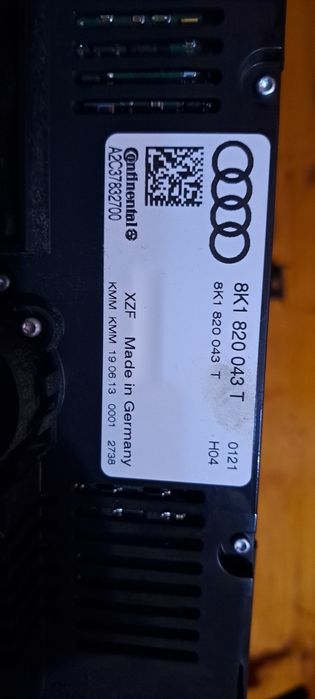 8K1 820 043 T 0121
8K1 820 043 T H04
Continental
A2C37832700
XZF Made in Germany
KMM KMM 19 06 13 0001 2738